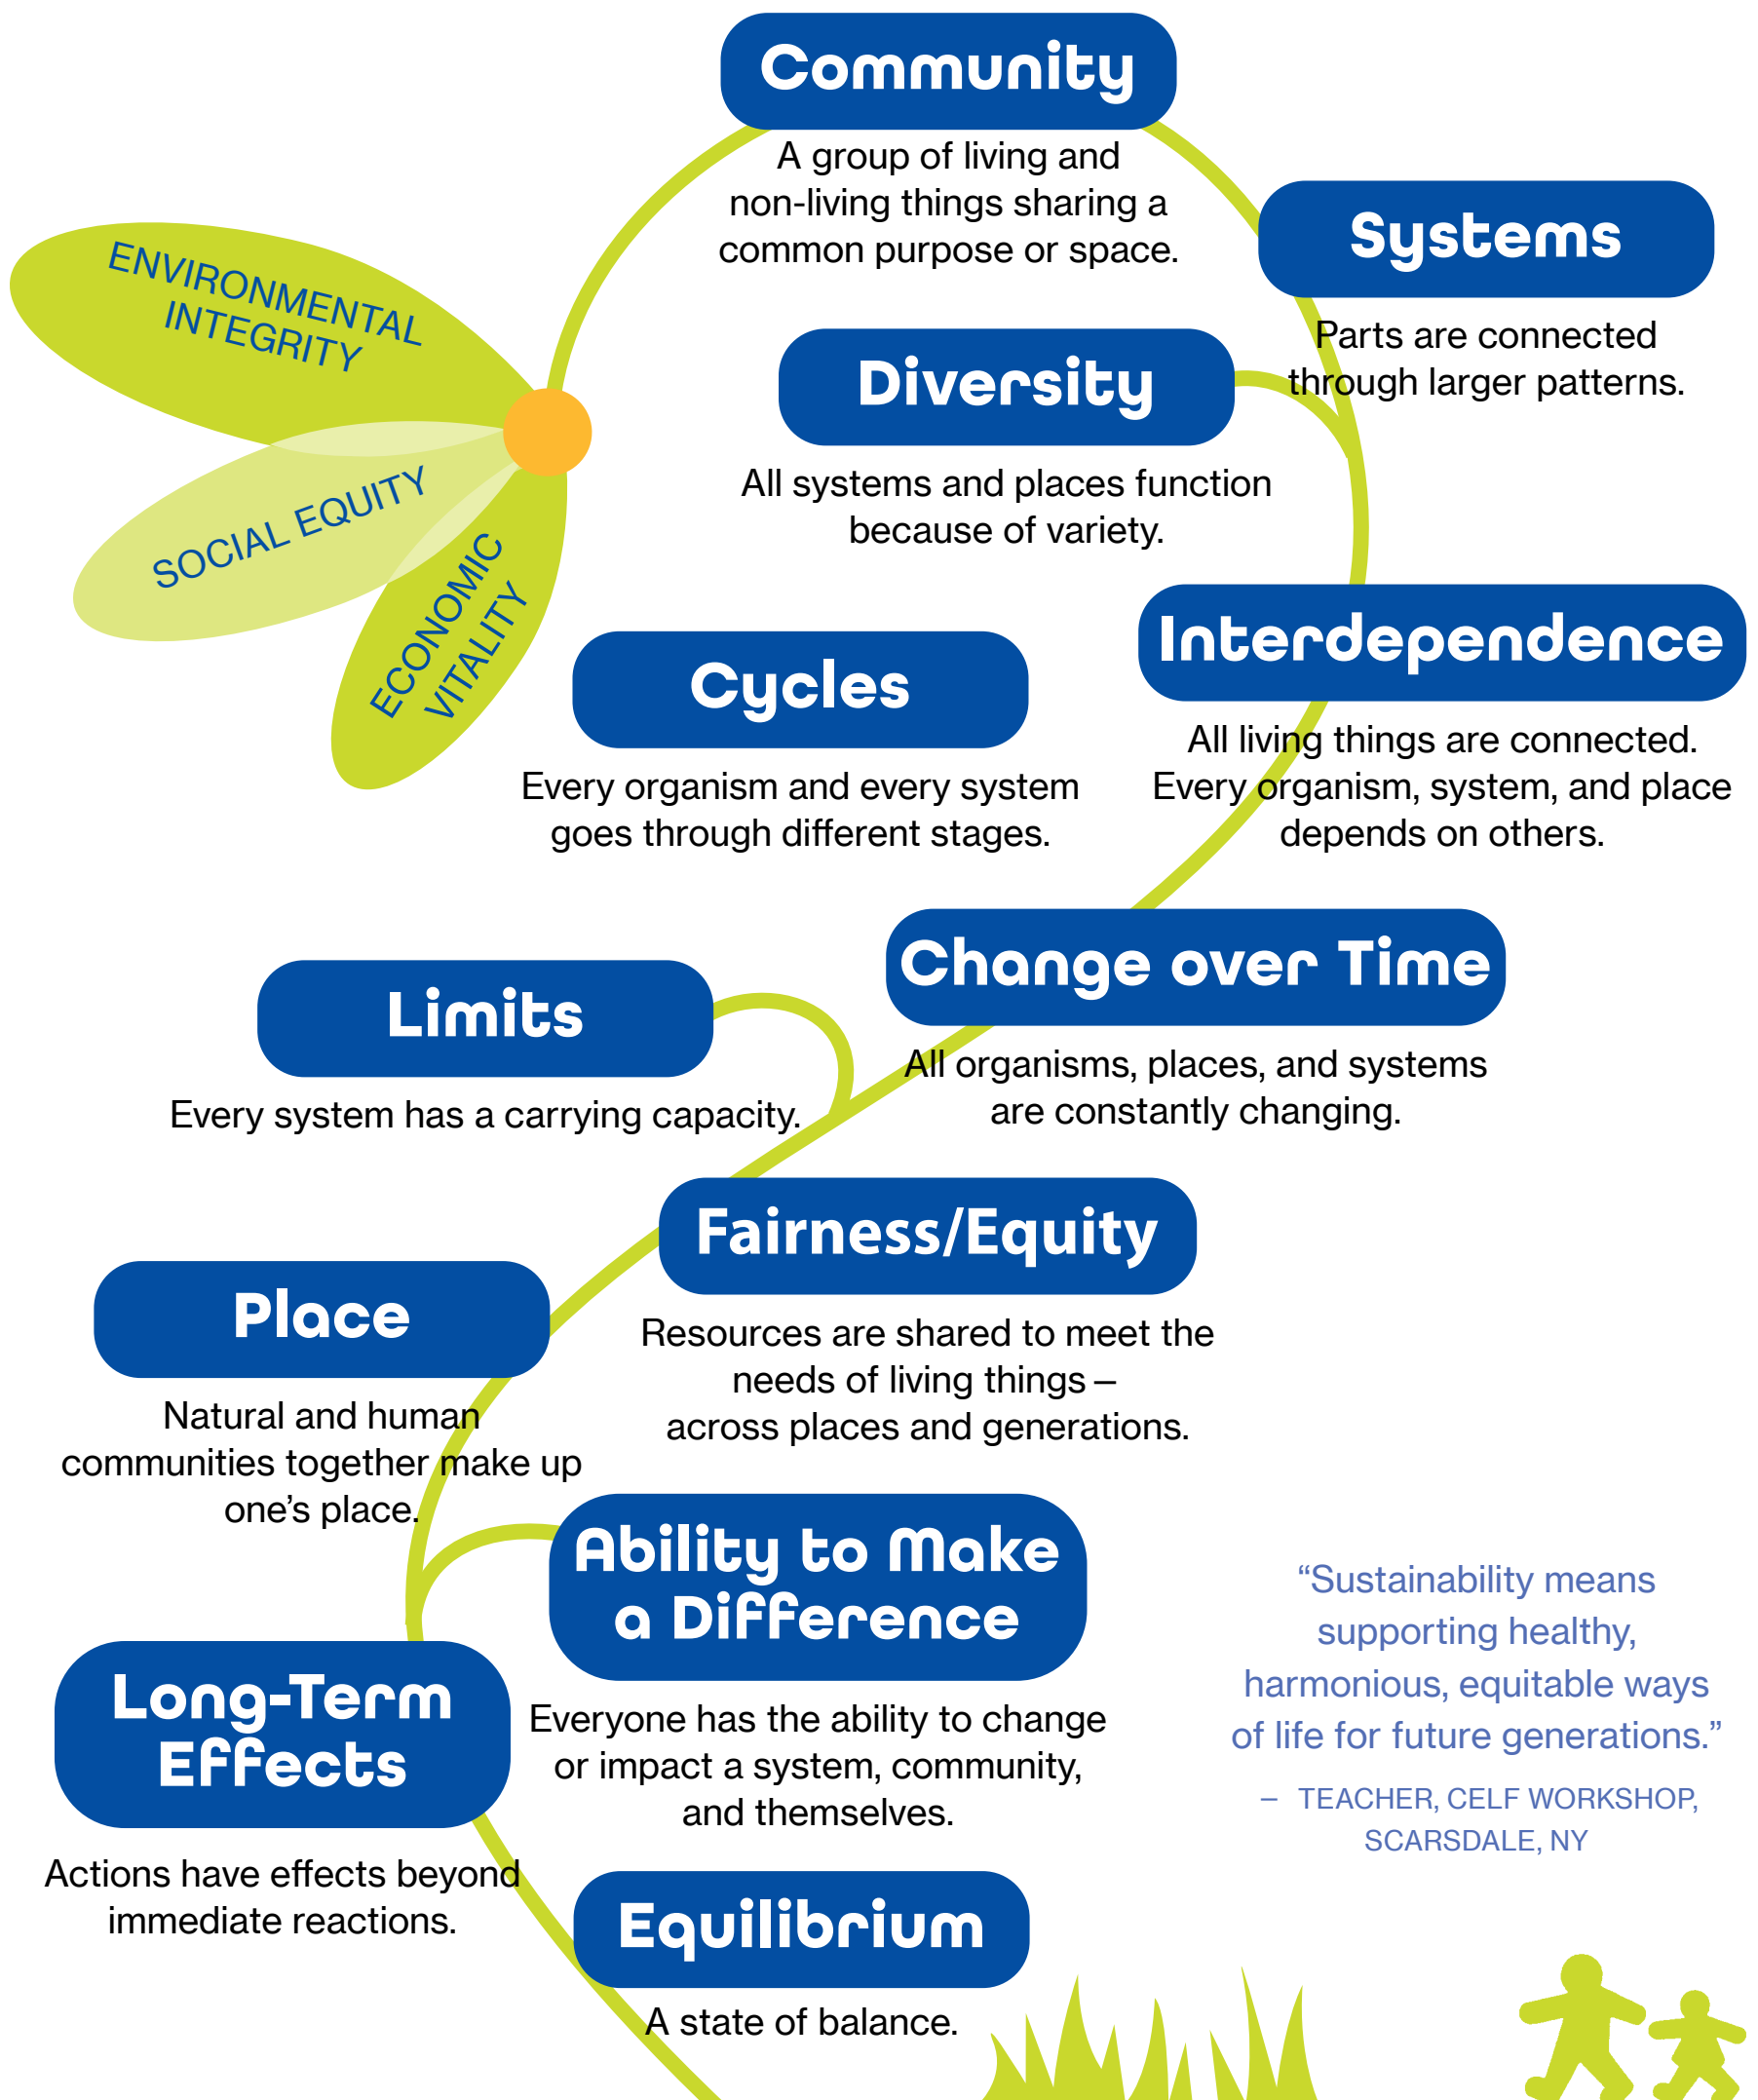 Community
A group of living and
non-living things sharing a
common purpose or space.
Systems
Parts are connected
through larger patterns.
ENVIRONMENTAL
INTEGRITY
SOCIAL EQUITY
ECONOMIC
VITALITY
Diversity
All systems and places function
because of variety.
Interdependence
All living things are connected.
Every organism, system, and place
depends on others.
Cycles
Every organism and every system
goes through different stages.
Change over Time
All organisms, places, and systems
are constantly changing.
Limits
Every system has a carrying capacity.
Fairness/Equity
Resources are shared to meet the
needs of living things –
across places and generations.
Place
Natural and human
communities together make up
one’s place.
Ability to Make
a Difference
Everyone has the ability to change
or impact a system, community,
and themselves.
Long-Term
Effects
Actions have effects beyond
immediate reactions.
Equilibrium
A state of balance.
“Sustainability means
supporting healthy,
harmonious, equitable ways
of life for future generations.”
– TEACHER, CELF WORKSHOP,
SCARSDALE, NY